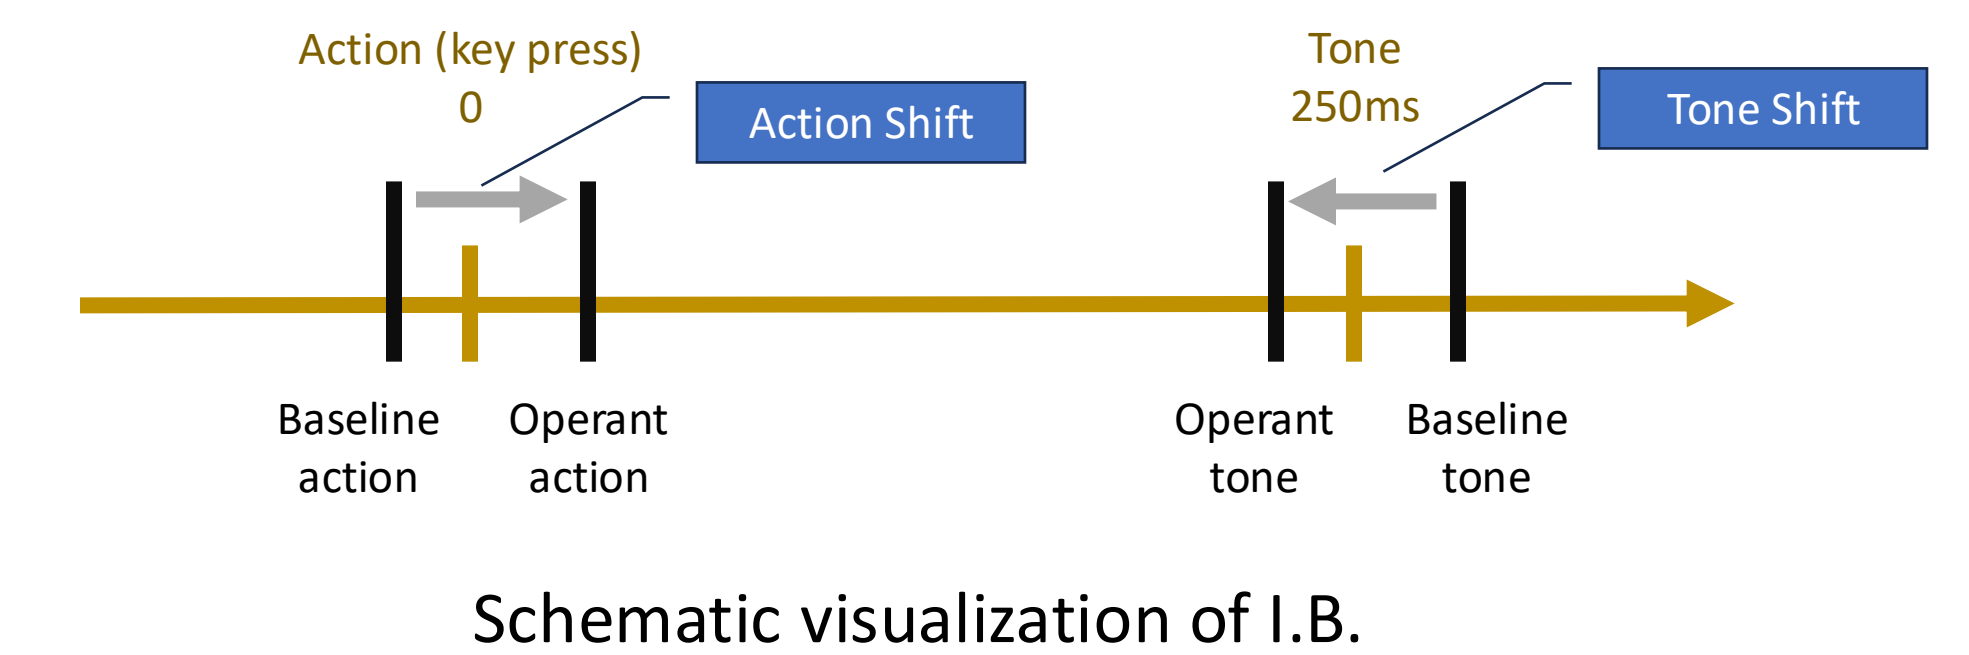 Action (key press)
0
Action Shift
Tone
250ms
Tone Shift
Baseline
action
Operant
action
Operant
tone
Baseline
tone
Schematic visualization of I.B.